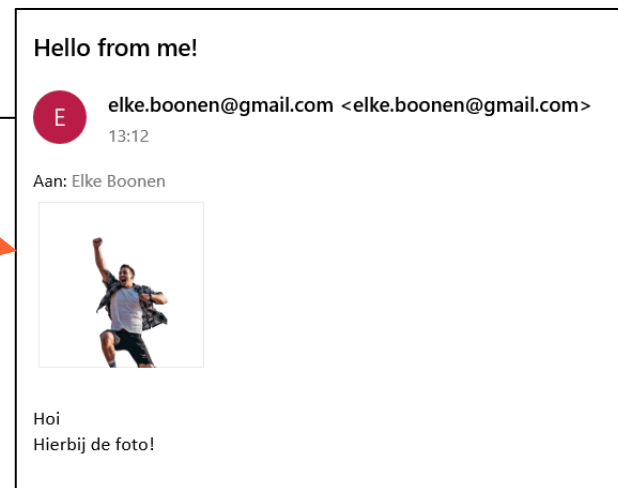 Hello from me!
E
elke.boonen@gmail.com <elke.boonen@gmail.com>
13:12
Aan: Elke Boonen
Hoi
Hierbij de foto!